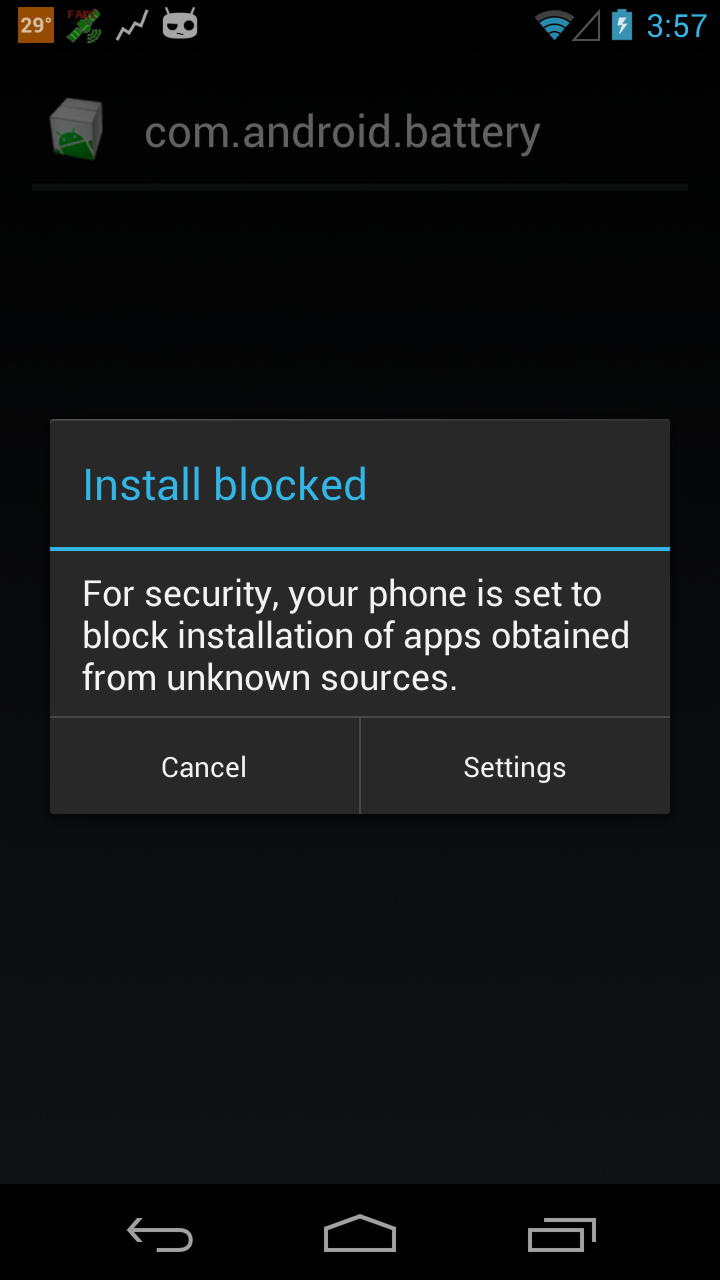 29° FAKE 3:57
com.android.battery
Install blocked
For security, your phone is set to
block installation of apps obtained
from unknown sources.
Cancel Settings